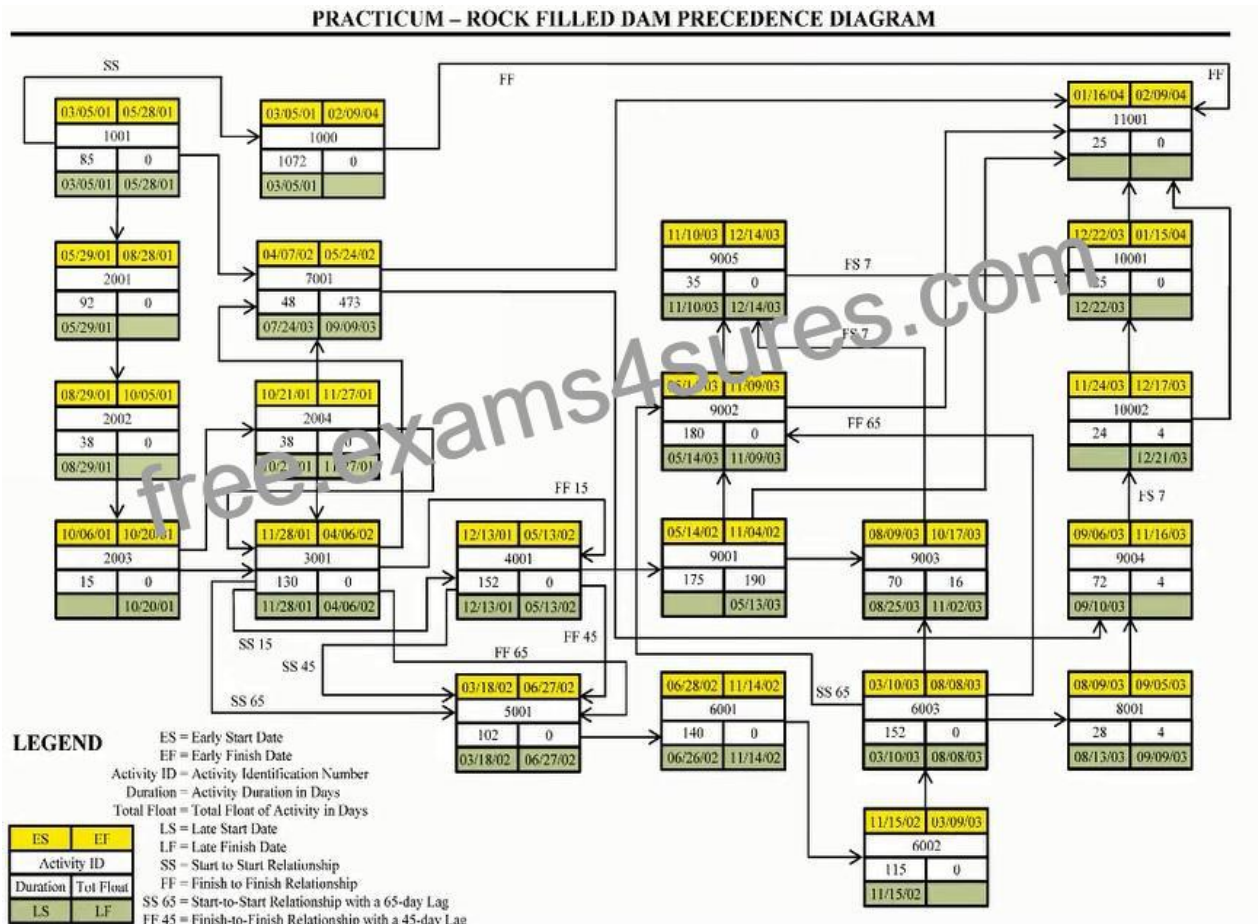 PRACTICUM – ROCK FILLED DAM PRECEDENCE DIAGRAM
SS
FF
FF
03/05/01 05/28/01
1001
85 0
03/05/01 05/28/01
03/05/01 02/09/04
1000
1072 0
03/05/01
01/16/04 02/09/04
11001
25 0
05/29/01 08/28/01
2001
92 0
05/29/01
04/07/02 05/24/02
7001
48 473
07/24/03 09/09/03
11/10/03 12/14/03
9005
35 0
11/10/03 12/14/03
FS 7
12/22/03 01/15/04
10001
0
12/22/03
FS 7
08/29/01 10/05/01
2002
38 0
08/29/01
10/21/01 11/27/01
2004
38
11/09/03
9002
180 0
05/14/03 11/09/03
FF 65
11/24/03 12/17/03
10002
24 4
12/21/03
FS 7
FF 15
10/06/01
2003
15 0
10/20/01
11/28/01 04/06/02
3001
130 0
11/28/01 04/06/02
12/13/01 05/13/02
4001
152 0
12/13/01 05/13/02
05/14/02 11/04/02
9001
175 190
05/13/03
08/09/03 10/17/03
9003
70 16
08/25/03 11/02/03
09/06/03 11/16/03
9004
72 4
09/10/03
SS 15
FF 45
SS 45
FF 65
SS 65
SS 65
03/18/02 06/27/02
5001
102 0
03/18/02 06/27/02
06/28/02 11/14/02
6001
140 0
06/26/02 11/14/02
03/10/03 08/08/03
6003
152 0
03/10/03 08/08/03
08/09/03 09/05/03
8001
28 4
08/13/03 09/09/03
11/15/02 03/09/03
6002
115 0
11/15/02
LEGEND
ES = Early Start Date
EF = Early Finish Date
Activity ID = Activity Identification Number
Duration = Activity Duration in Days
Total Float = Total Float of Activity in Days
LS = Late Start Date
LF = Late Finish Date
SS = Start to Start Relationship
FF = Finish to Finish Relationship
SS 65 = Start-to-Start Relationship with a 65-day Lag
FF 45 = Finish-to-Finish Relationship with a 45-day Lag
ES EF
Activity ID
Duration Tot Float
LS LF
free.exams4sures.com